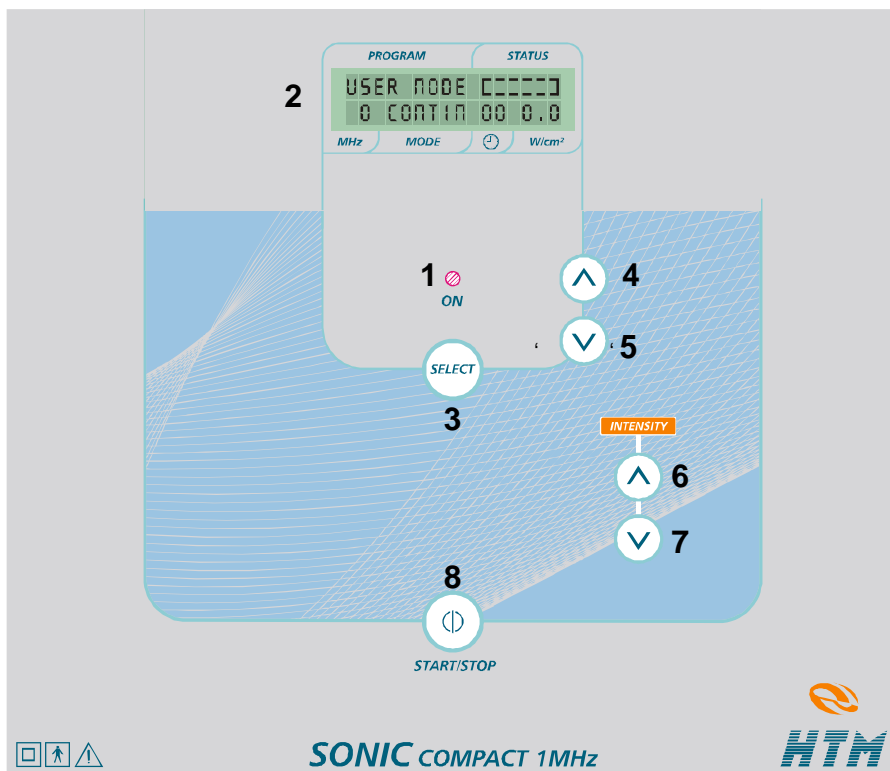 PROGRAM STATUS
2
USER MODE [-----]
0 CONTIN 00 0.0
MHz MODE W/cm²
1
4
ON
‘ ‘ 5
SELECT
3
INTENSITY
6
7
8
START/STOP
SONIC COMPACT 1MHz
HTM